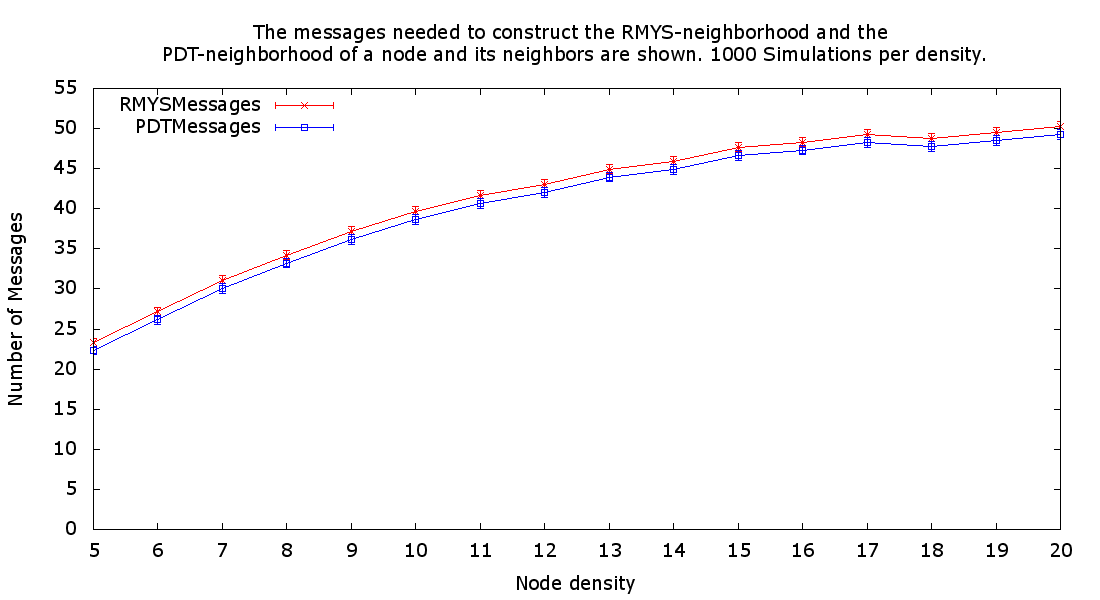 The messages needed to construct the RMYS-neighborhood and the
PDT-neighborhood of a node and its neighbors are shown. 1000 Simulations per density.
RMYSMessages
PDTMessages
Number of Messages
55
50
45
40
35
30
25
20
15
10
5
0
5 6 7 8 9 10 11 12 13 14 15 16 17 18 19 20
Node density